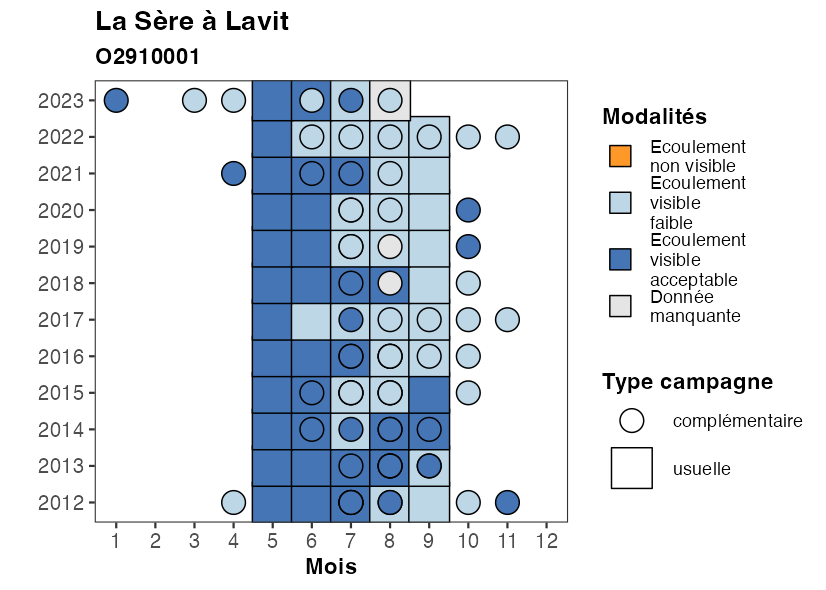 La Sère à Lavit
O2910001
2023
2022
2021
2020
2019
2018
2017
2016
2015
2014
2013
2012
1 2 3 4 5 6 7 8 9 10 11 12
Mois
Modalités
Ecoulement
non visible
Ecoulement
visible
faible
Ecoulement
visible
acceptable
Donnée
manquante
Type campagne
complémentaire
usuelle